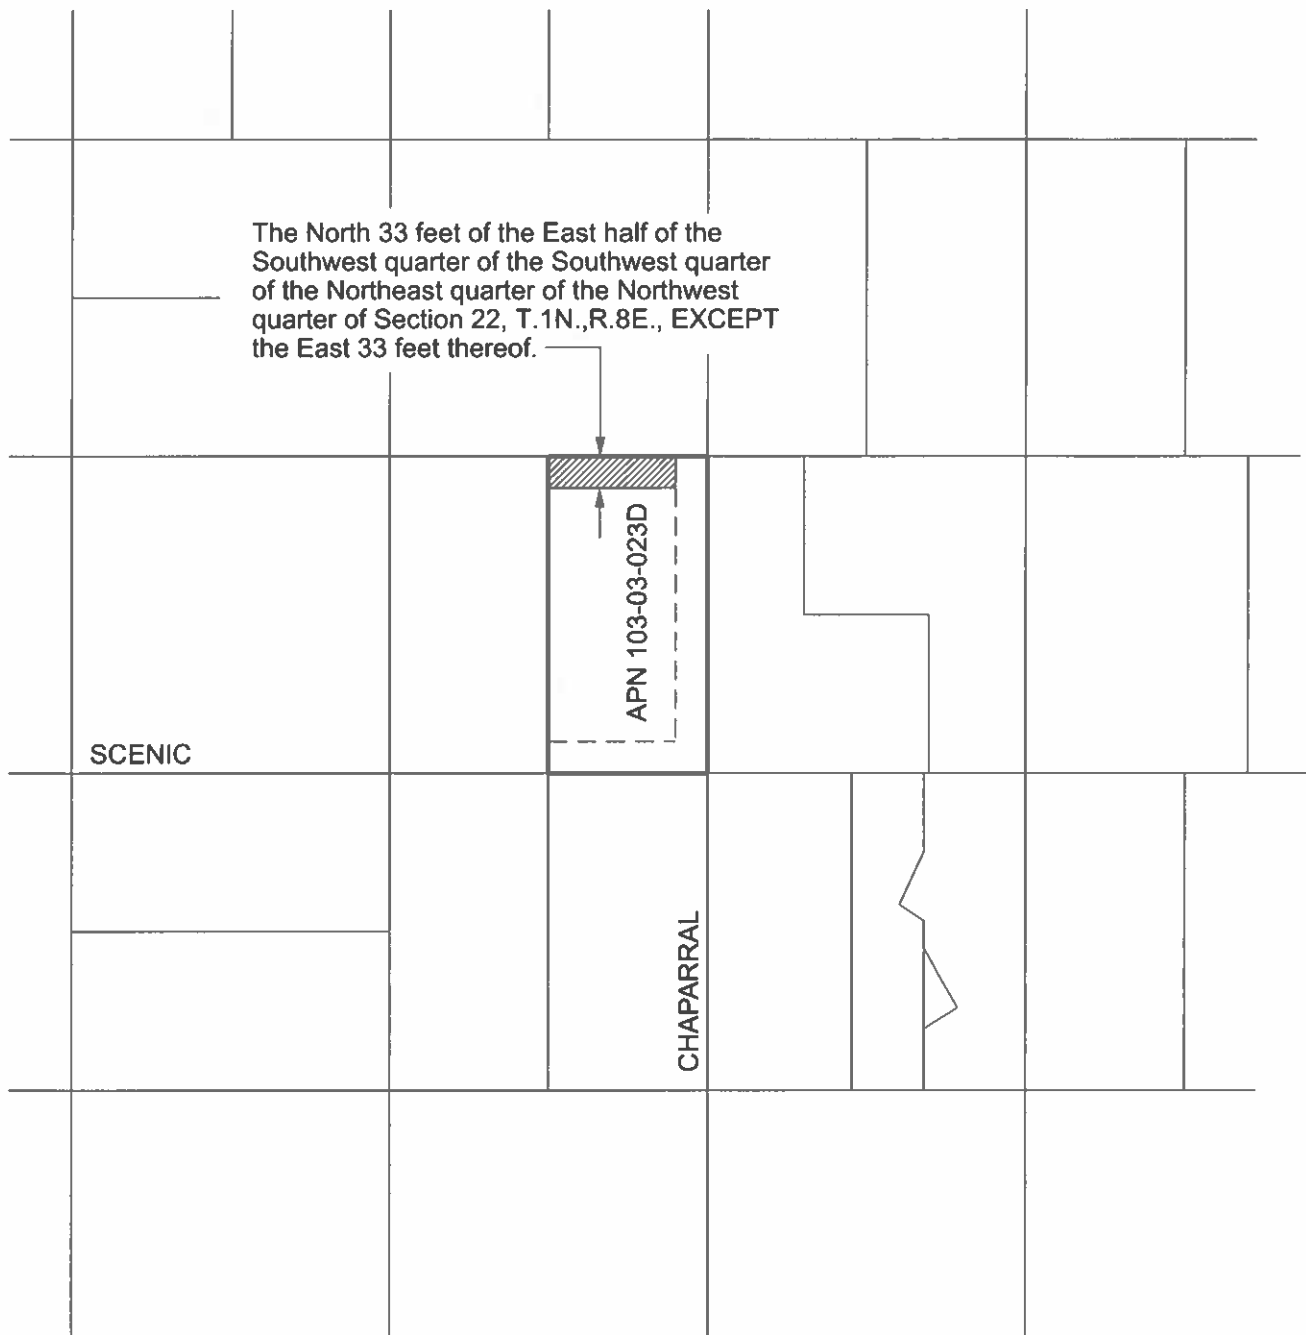 The North 33 feet of the East half of the
Southwest quarter of the Southwest quarter
of the Northeast quarter of the Northwest
quarter of Section 22, T.1N.,R.8E., EXCEPT
the East 33 feet thereof.
APN 103-03-023D
SCENIC
CHAPARRAL